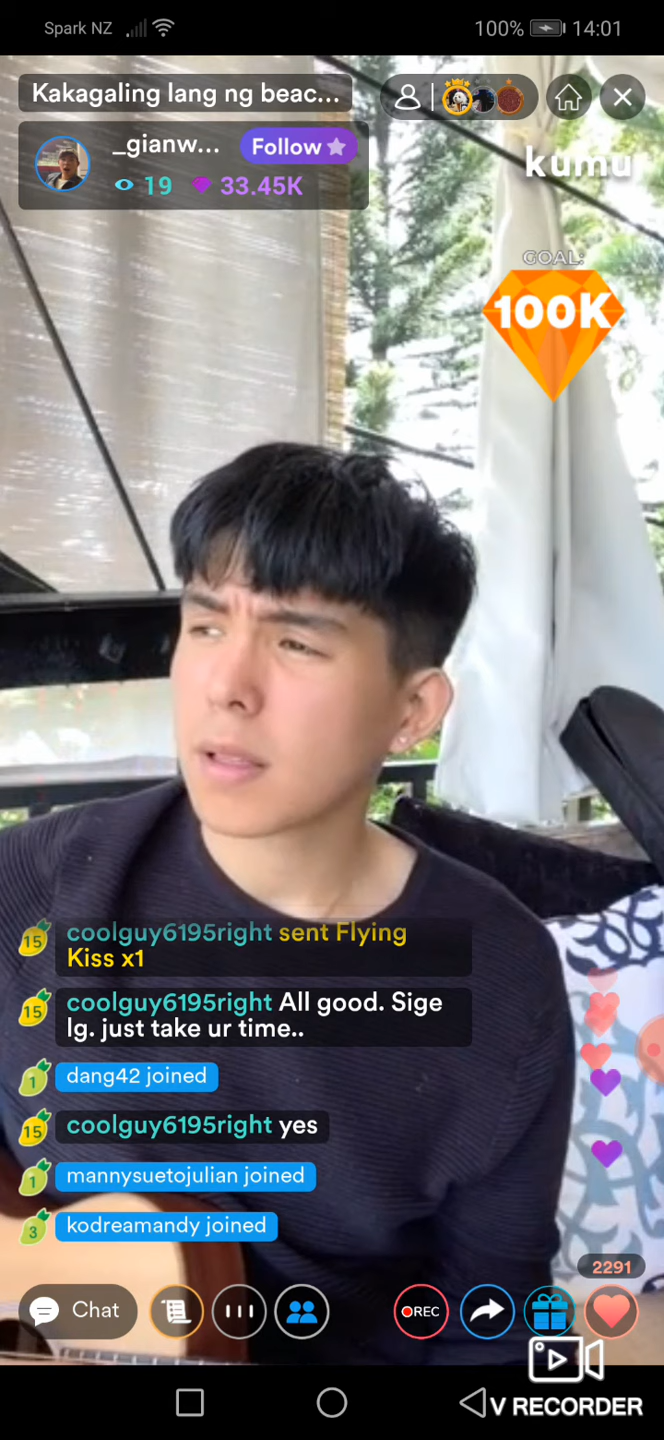 Spark NZ
100% 14:01
Kakagaling lang ng beac...
_gianw...
Follow
19 33.45K
kumu
GOAL:
100K
15 coolguy6195right sent Flying
Kiss x1
15 coolguy6195right All good. Sige
lg. just take ur time..
1 dang42 joined
15 coolguy6195right yes
1 mannysuetojulian joined
3 kodreamandy joined
2291
Chat
REC
V RECORDER